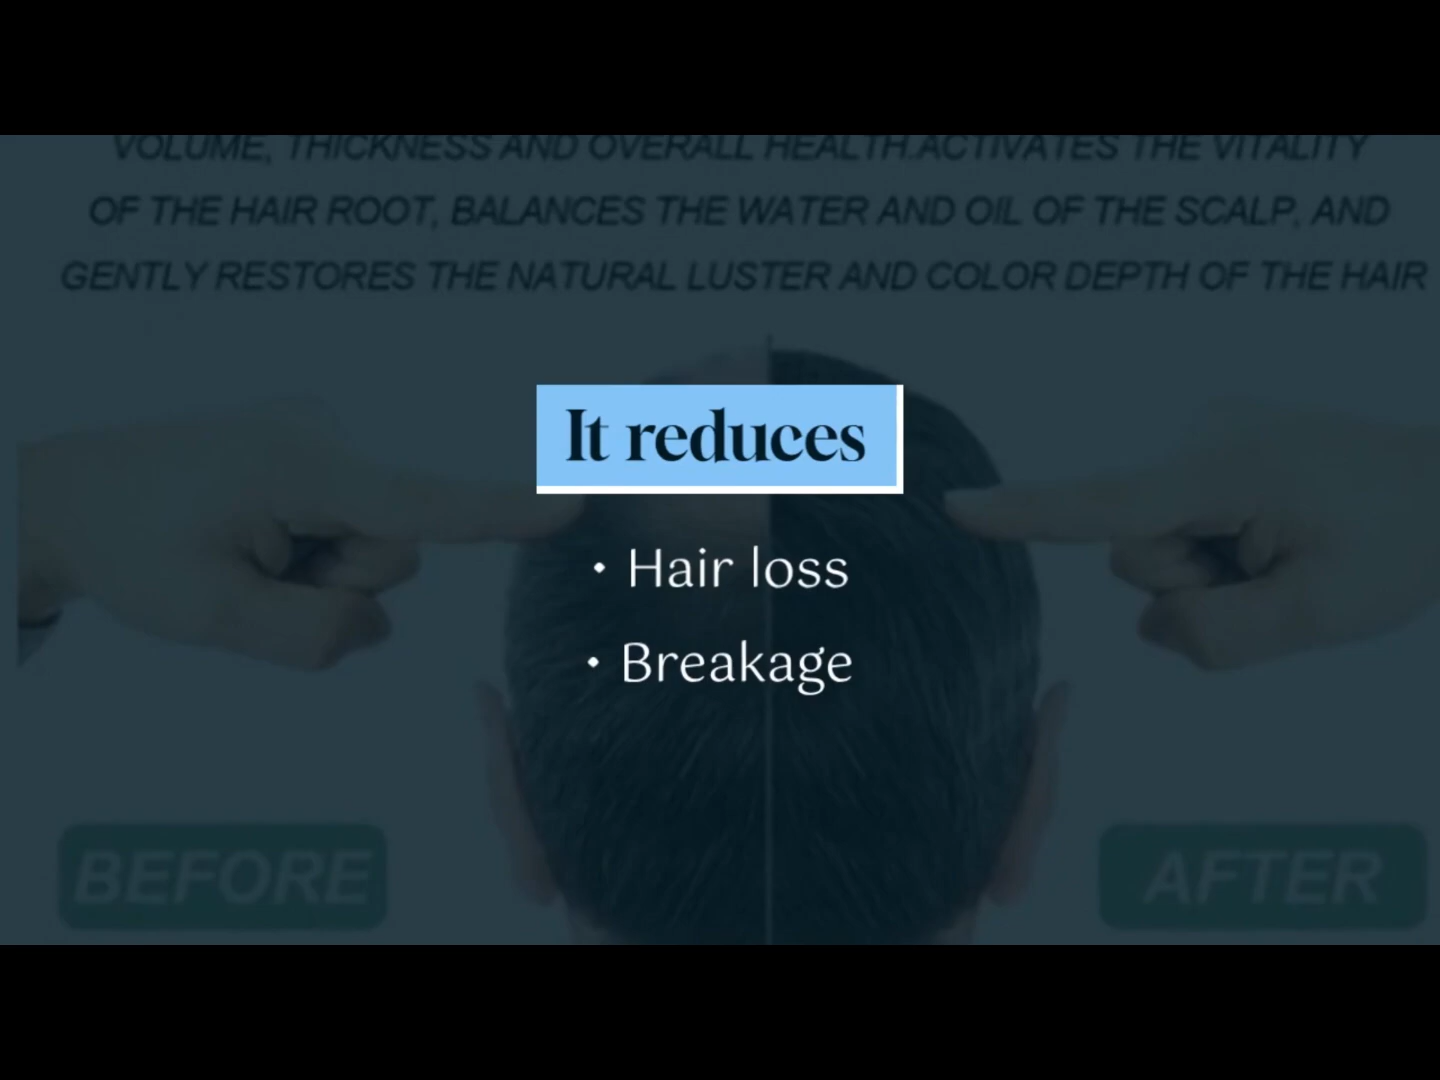 VOLUME, THICKNESS AND OVERALL HEALTH.ACTIVATES THE VITALITY
OF THE HAIR ROOT, BALANCES THE WATER AND OIL OF THE SCALP, AND
GENTLY RESTORES THE NATURAL LUSTER AND COLOR DEPTH OF THE HAIR
It reduces
• Hair loss
• Breakage
BEFORE
AFTER